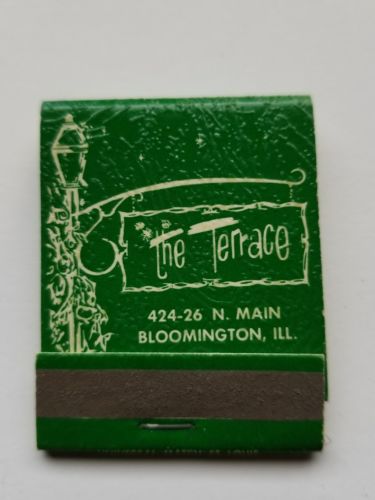 the Terrace
424-26 N. MAIN
BLOOMINGTON, ILL.